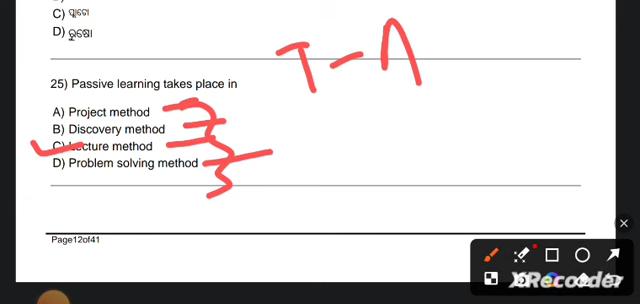 C) ପ୍ଲାଟୋ
D) ରୁଷୋ
T - A
25) Passive learning takes place in
A) Project method
B) Discovery method
C) Lecture method
D) Problem solving method
Page12of41
XRecorder